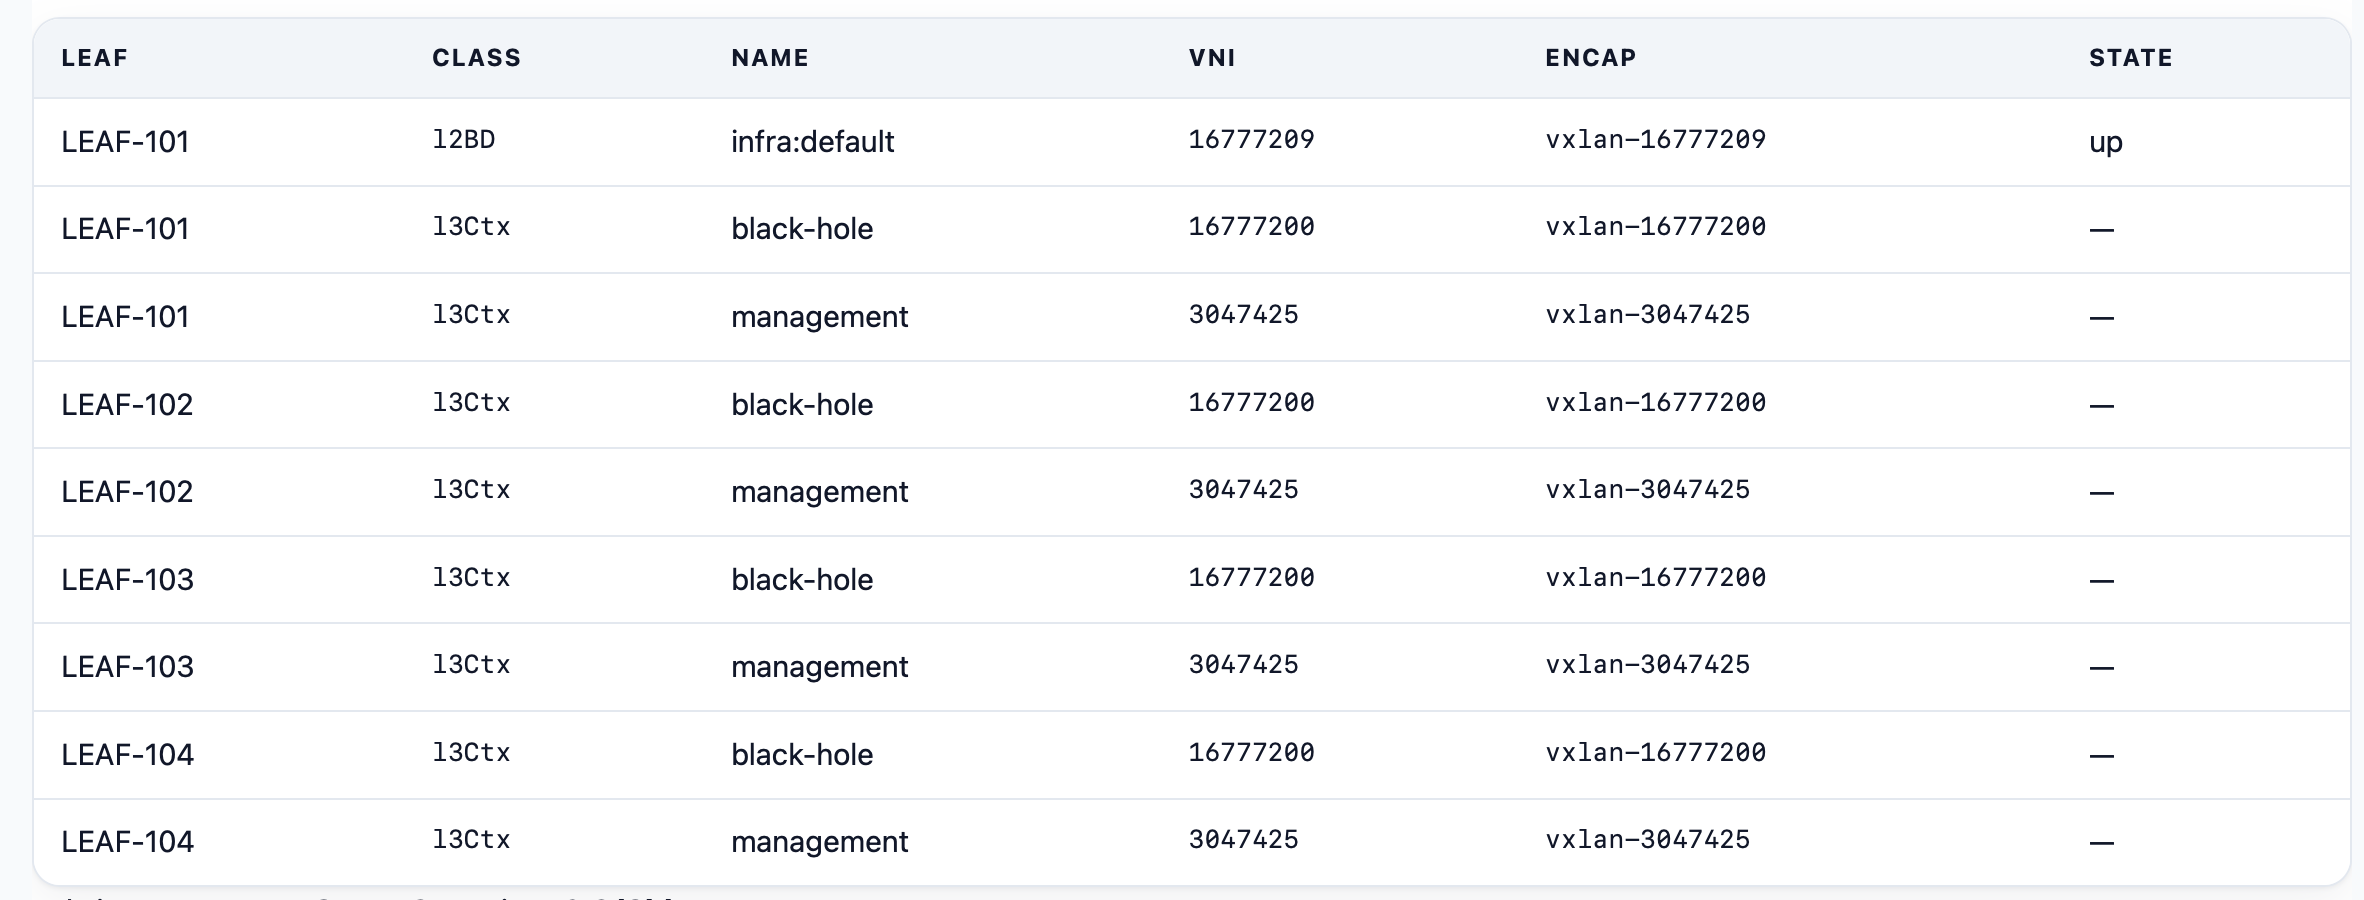 LEAF CLASS NAME VNI ENCAP STATE
LEAF-101 l2BD infra:default 16777209 vxlan-16777209 up
LEAF-101 l3Ctx black-hole 16777200 vxlan-16777200 —
LEAF-101 l3Ctx management 3047425 vxlan-3047425 —
LEAF-102 l3Ctx black-hole 16777200 vxlan-16777200 —
LEAF-102 l3Ctx management 3047425 vxlan-3047425 —
LEAF-103 l3Ctx black-hole 16777200 vxlan-16777200 —
LEAF-103 l3Ctx management 3047425 vxlan-3047425 —
LEAF-104 l3Ctx black-hole 16777200 vxlan-16777200 —
LEAF-104 l3Ctx management 3047425 vxlan-3047425 —